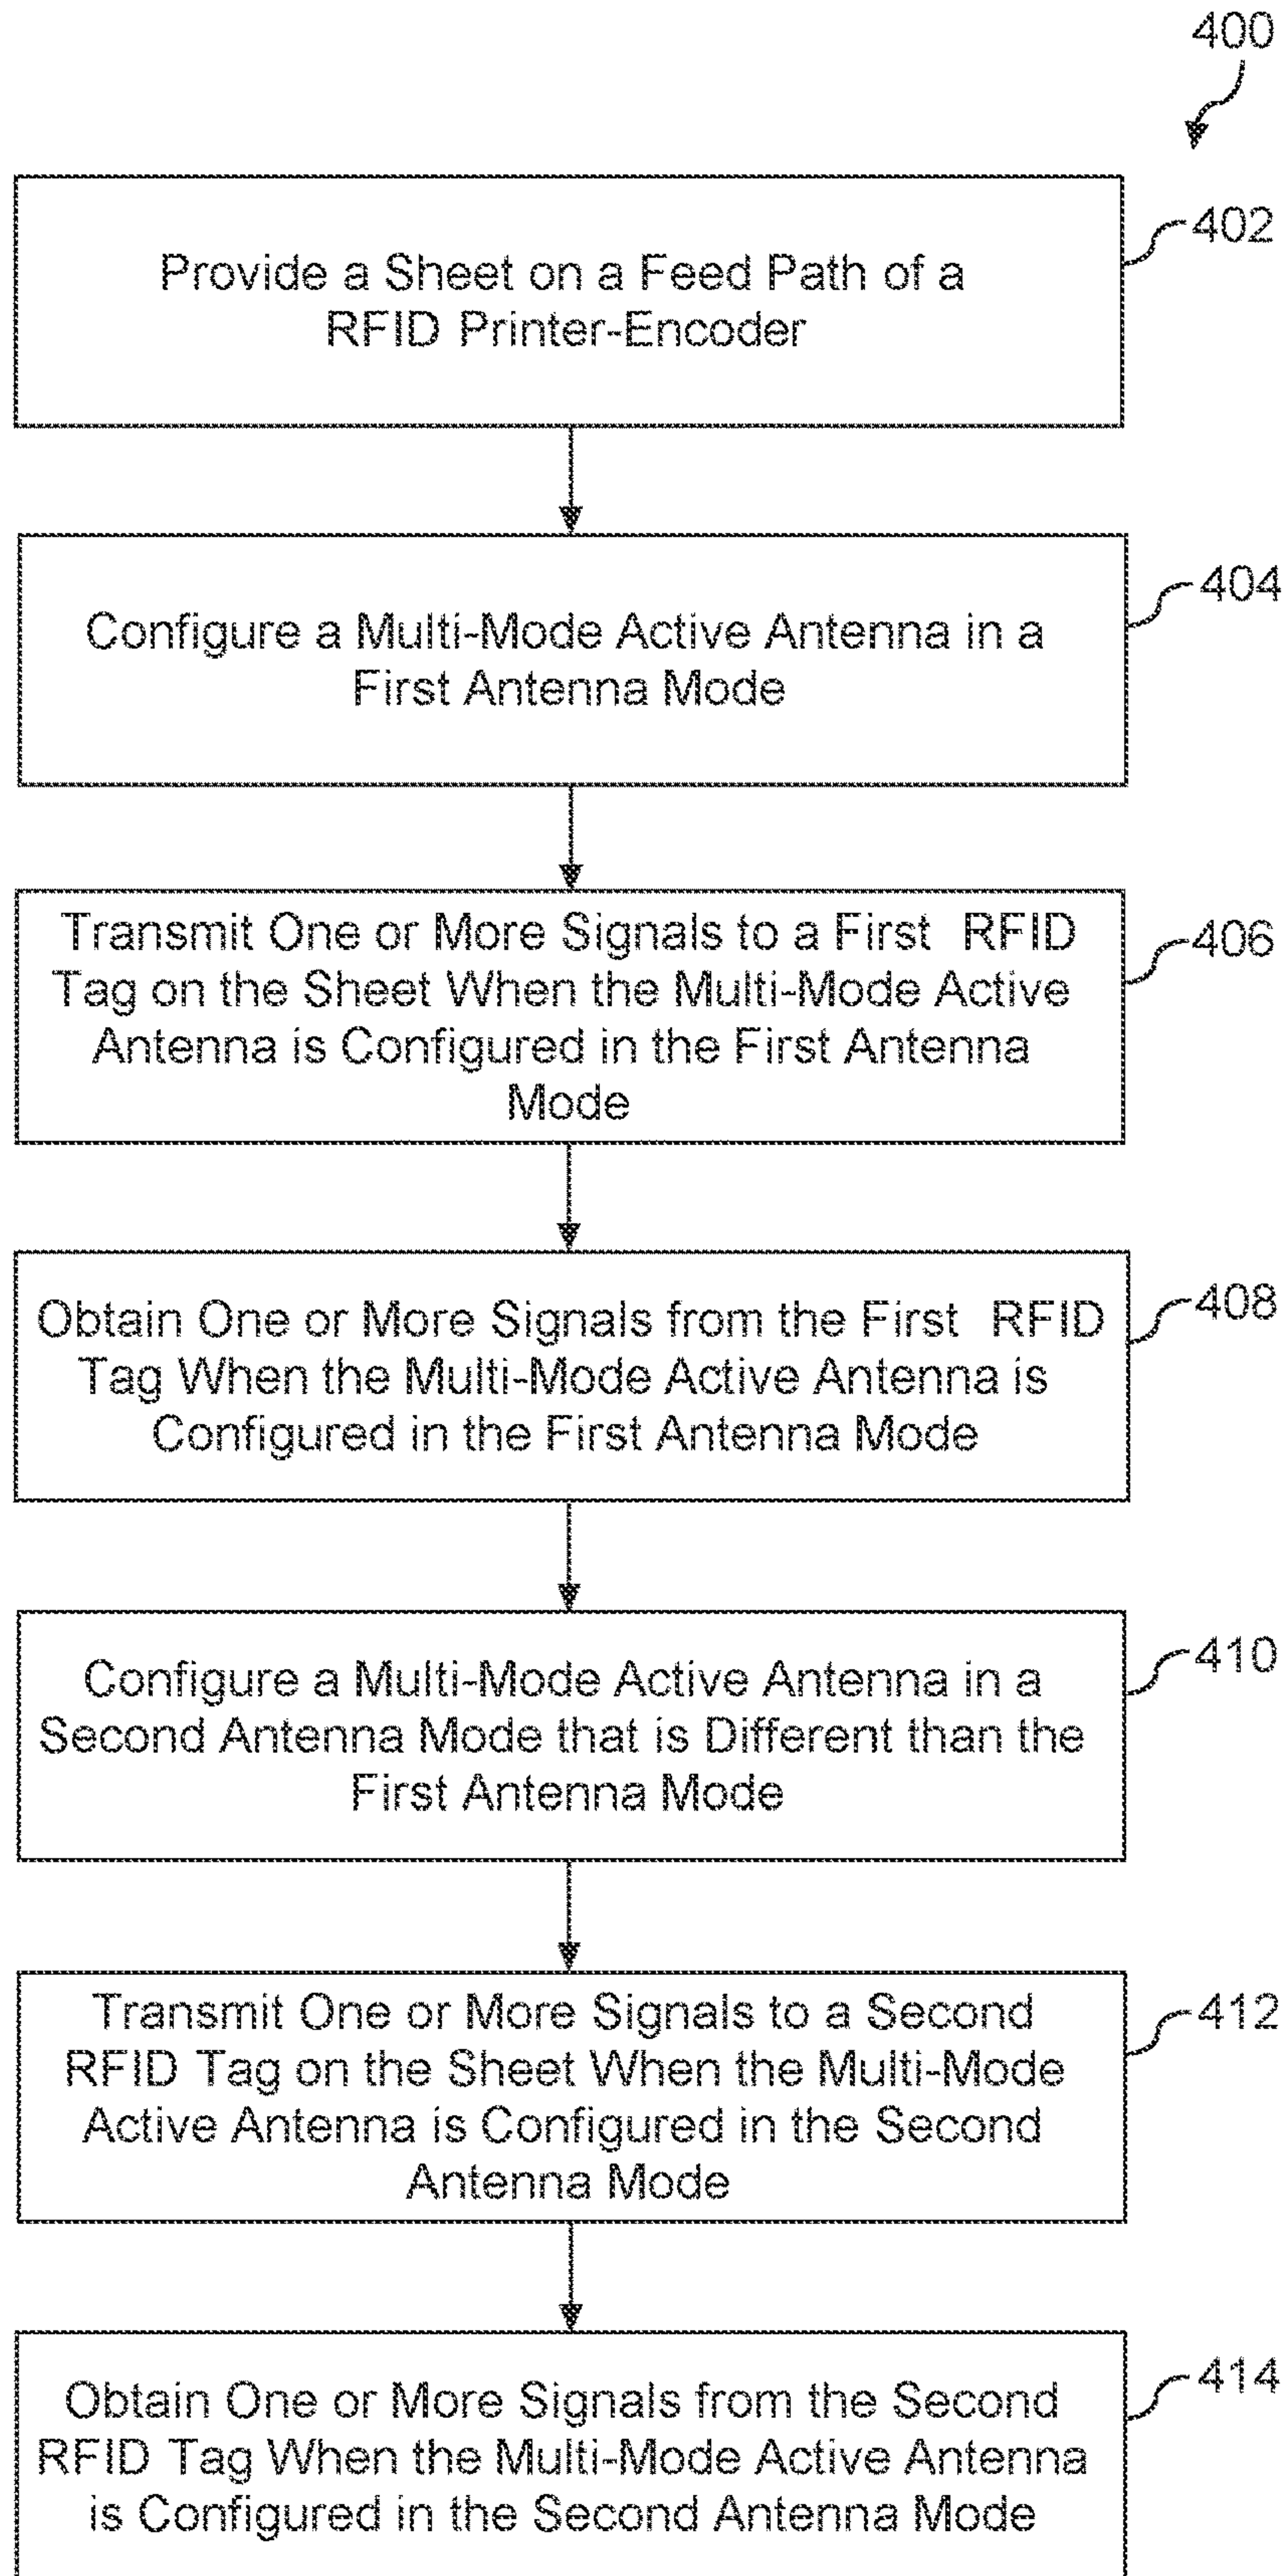 400
Provide a Sheet on a Feed Path of a
RFID Printer-Encoder
402
Configure a Multi-Mode Active Antenna in a
First Antenna Mode
404
Transmit One or More Signals to a First RFID
Tag on the Sheet When the Multi-Mode Active
Antenna is Configured in the First Antenna
Mode
406
Obtain One or More Signals from the First RFID
Tag When the Multi-Mode Active Antenna is
Configured in the First Antenna Mode
408
Configure a Multi-Mode Active Antenna in a
Second Antenna Mode that is Different than the
First Antenna Mode
410
Transmit One or More Signals to a Second
RFID Tag on the Sheet When the Multi-Mode
Active Antenna is Configured in the Second
Antenna Mode
412
Obtain One or More Signals from the Second
RFID Tag When the Multi-Mode Active Antenna
is Configured in the Second Antenna Mode
414